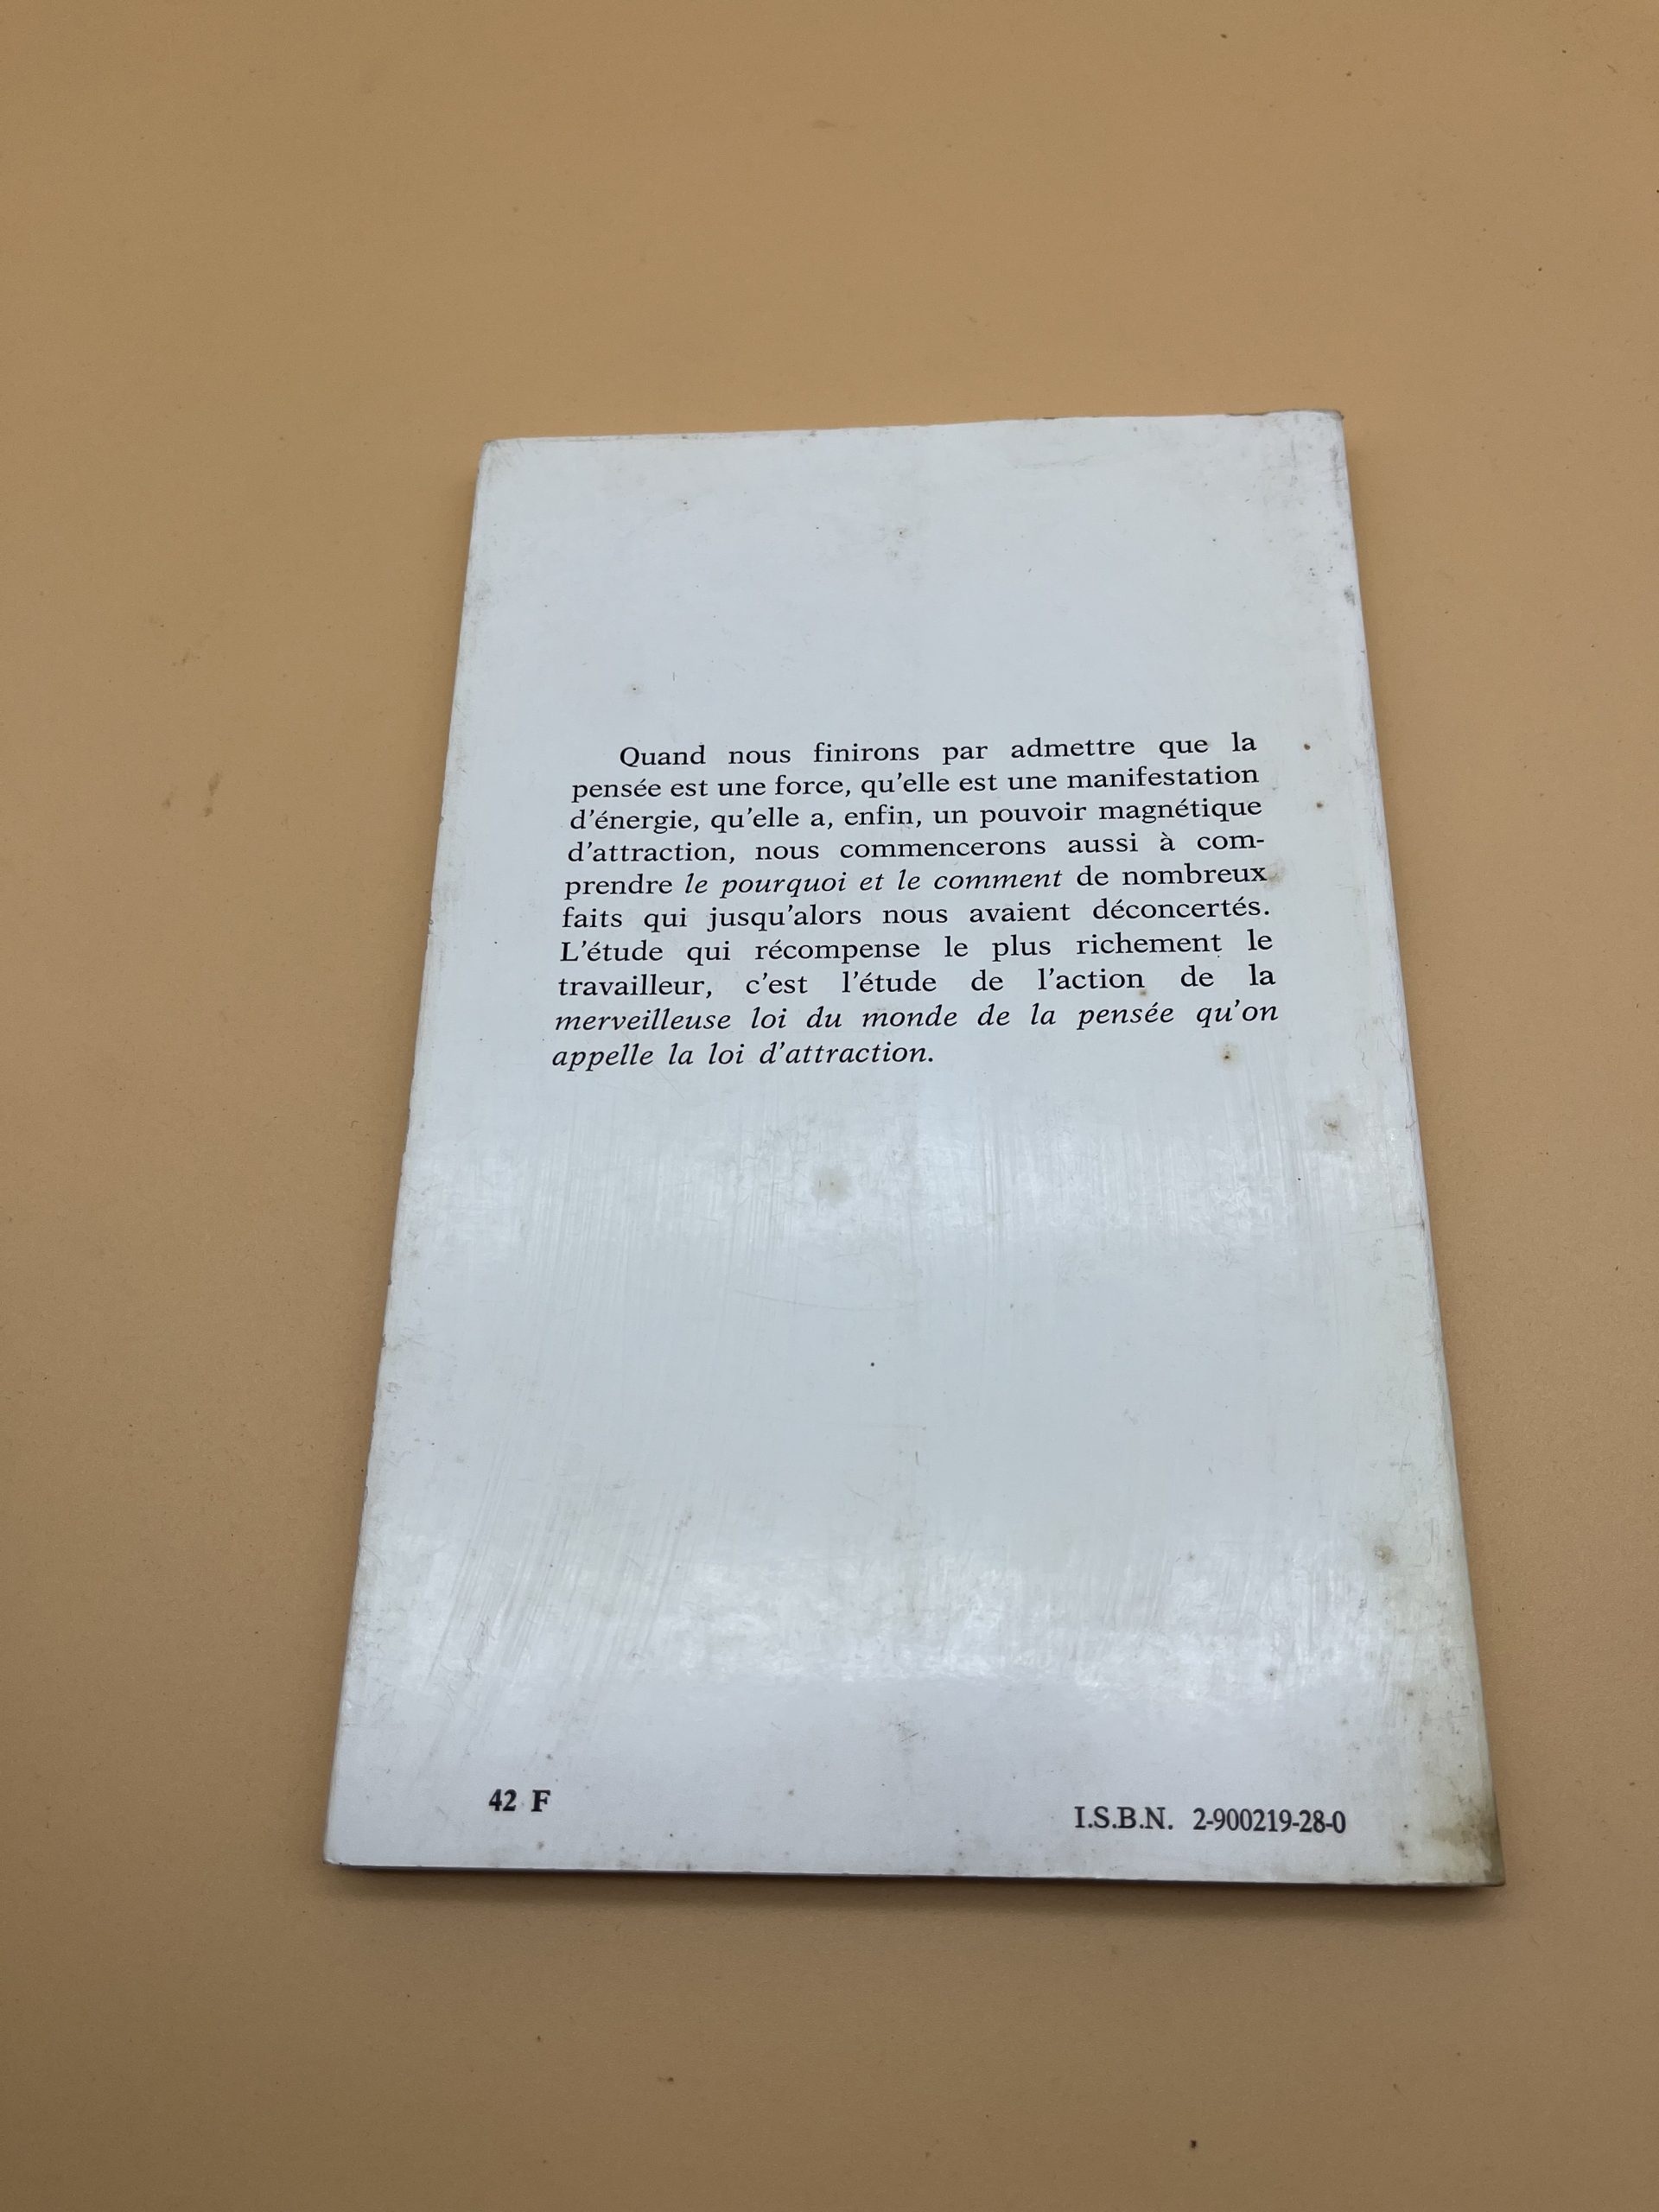 Quand nous finirons par admettre que la
pensée est une force, qu'elle est une manifestation
d'énergie, qu'elle a, enfin, un pouvoir magnétique
d'attraction, nous commencerons aussi à com-
prendre le pourquoi et le comment de nombreux
faits qui jusqu'alors nous avaient déconcertés.
L'étude qui récompense le plus richement le
travailleur, c'est l'étude de l'action de la
merveilleuse loi du monde de la pensée qu'on
appelle la loi d'attraction.
42 F
I.S.B.N. 2-900219-28-0